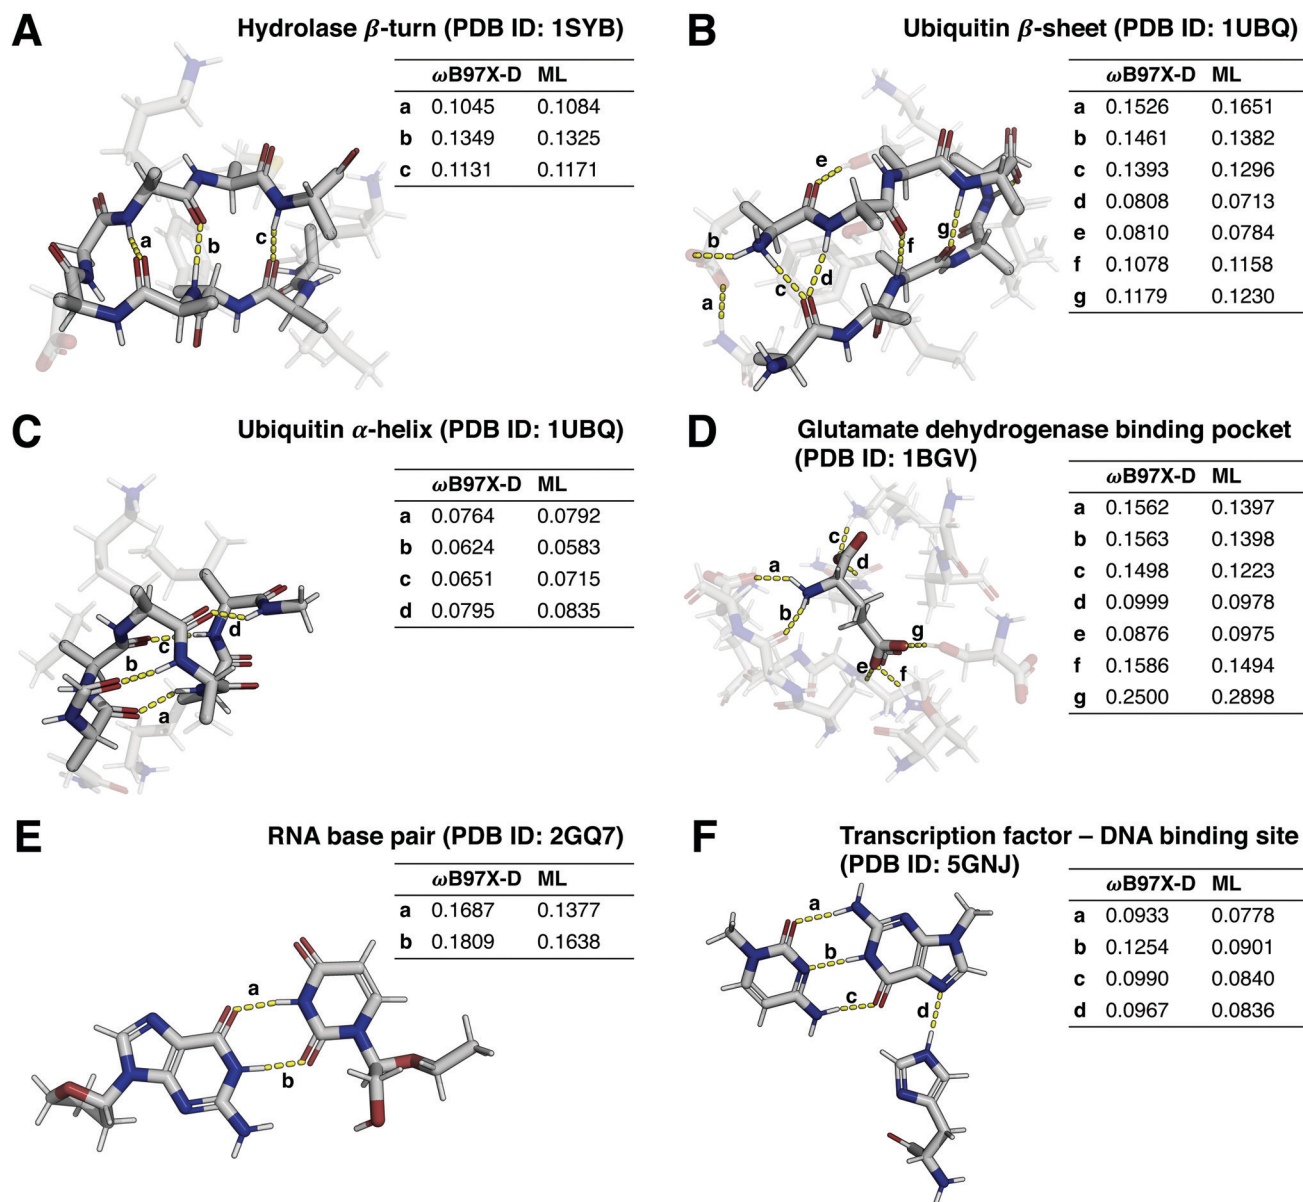 A Hydrolase β-turn (PDB ID: 1SYB)
ωB97X-D ML
a 0.1045 0.1084
b 0.1349 0.1325
c 0.1131 0.1171
a
b
c
B Ubiquitin β-sheet (PDB ID: 1UBQ)
ωB97X-D ML
a 0.1526 0.1651
b 0.1461 0.1382
c 0.1393 0.1296
d 0.0808 0.0713
e 0.0810 0.0784
f 0.1078 0.1158
g 0.1179 0.1230
e
b
g
f
d
c
a
C Ubiquitin α-helix (PDB ID: 1UBQ)
ωB97X-D ML
a 0.0764 0.0792
b 0.0624 0.0583
c 0.0651 0.0715
d 0.0795 0.0835
d
c
b
a
D Glutamate dehydrogenase binding pocket
(PDB ID: 1BGV)
ωB97X-D ML
a 0.1562 0.1397
b 0.1563 0.1398
c 0.1498 0.1223
d 0.0999 0.0978
e 0.0876 0.0975
f 0.1586 0.1494
g 0.2500 0.2898
c
a
d
b
g
e
f
E RNA base pair (PDB ID: 2GQ7)
ωB97X-D ML
a 0.1687 0.1377
b 0.1809 0.1638
a
b
F Transcription factor – DNA binding site
(PDB ID: 5GNJ)
ωB97X-D ML
a 0.0933 0.0778
b 0.1254 0.0901
c 0.0990 0.0840
d 0.0967 0.0836
a
b
c
d